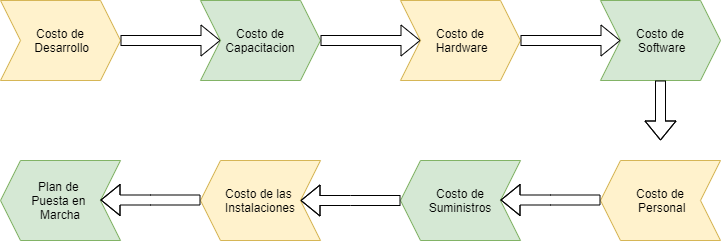 Costo de
Desarrollo
Costo de
Capacitacion
Costo de
Hardware
Costo de
Software
Costo de
Personal
Costo de
Suministros
Costo de las
Instalaciones
Plan de
Puesta en
Marcha